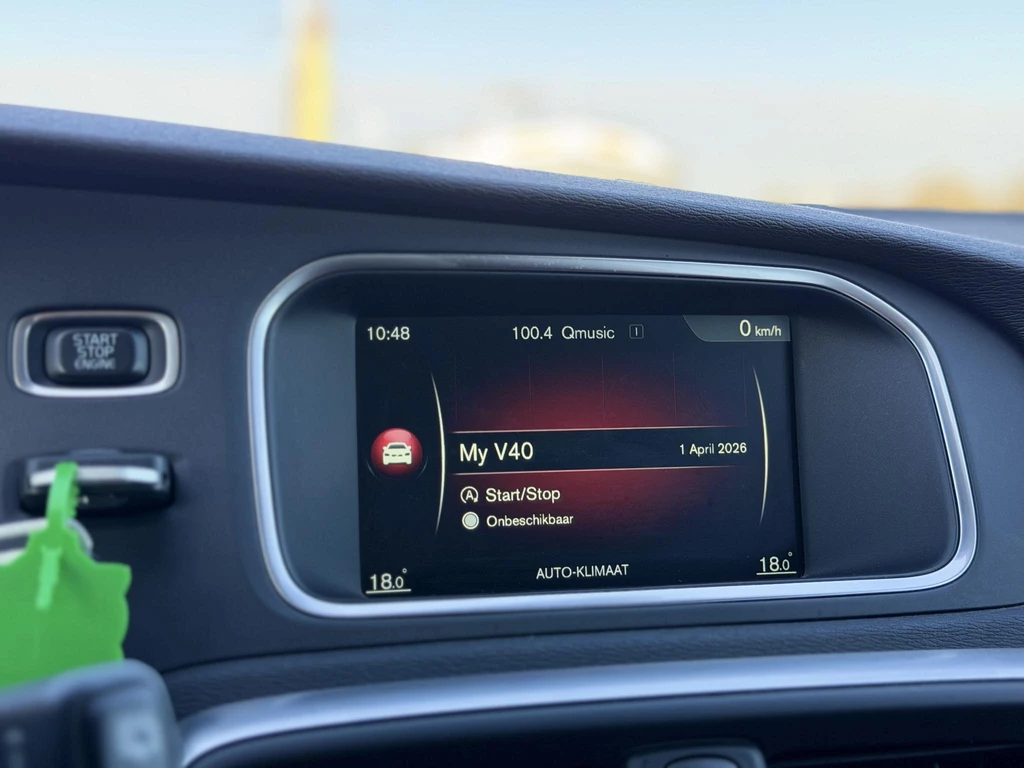 10:48
100.4 Qmusic
I
0 km/h
START
STOP
ENGINE
My V40
1 April 2026
A Start/Stop
Onbeschikbaar
18.0°
AUTO-KLIMAAT
18.0°